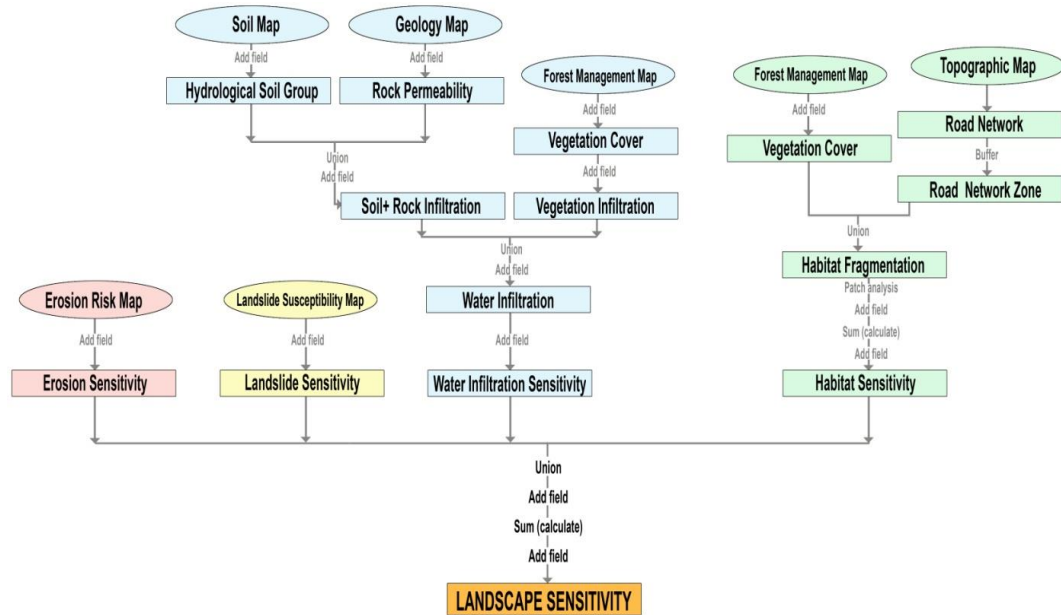 Soil Map
Geology Map
Add field
Add field
Forest Management Map
Forest Management Map
Topographic Map
Hydrological Soil Group
Rock Permeability
Add field
Add field
Road Network
Vegetation Cover
Vegetation Cover
Buffer
Union
Add field
Add field
Road Network Zone
Soil+ Rock Infiltration
Vegetation Infiltration
Union
Union
Add field
Habitat Fragmentation
Erosion Risk Map
Landslide Susceptibility Map
Water Infiltration
Patch analysis
Add field
Add field
Add field
Add field
Sum (calculate)
Add field
Erosion Sensitivity
Landslide Sensitivity
Water Infiltration Sensitivity
Habitat Sensitivity
Union
Add field
Sum (calculate)
Add field
LANDSCAPE SENSITIVITY